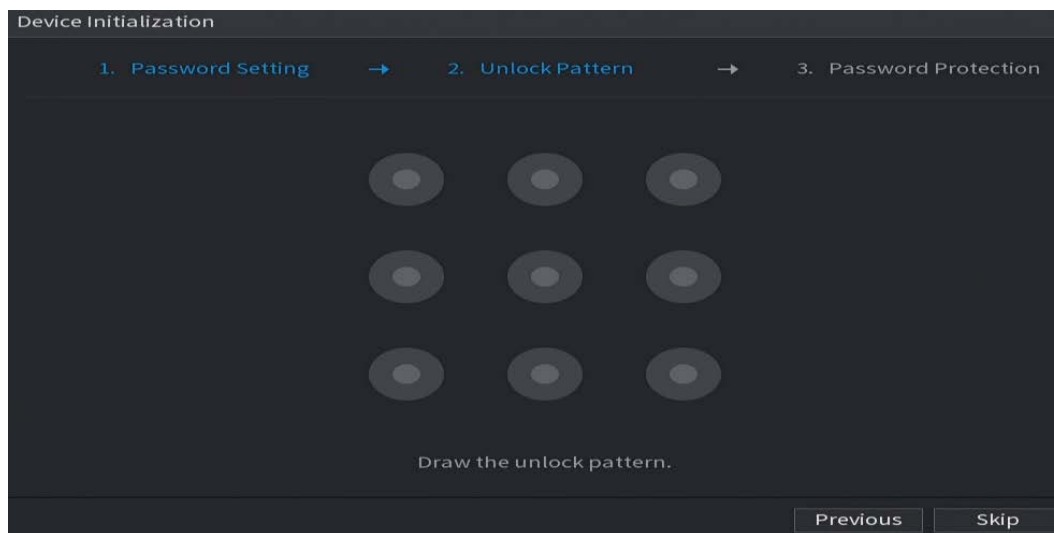 Device Initialization
1. Password Setting → 2. Unlock Pattern → 3. Password Protection
Draw the unlock pattern.
Previous Skip